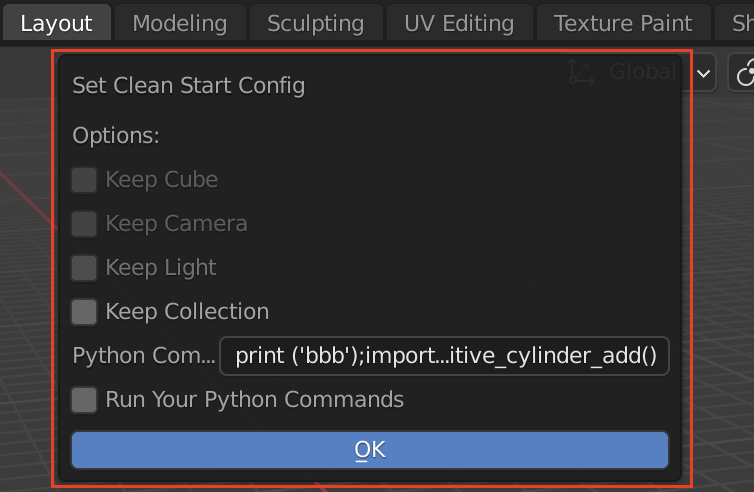 Layout Modeling Sculpting UV Editing Texture Paint Sh
Set Clean Start Config Global
Options:
Keep Cube
Keep Camera
Keep Light
Keep Collection
Python Com... print ('bbb');import...itive_cylinder_add()
Run Your Python Commands
OK